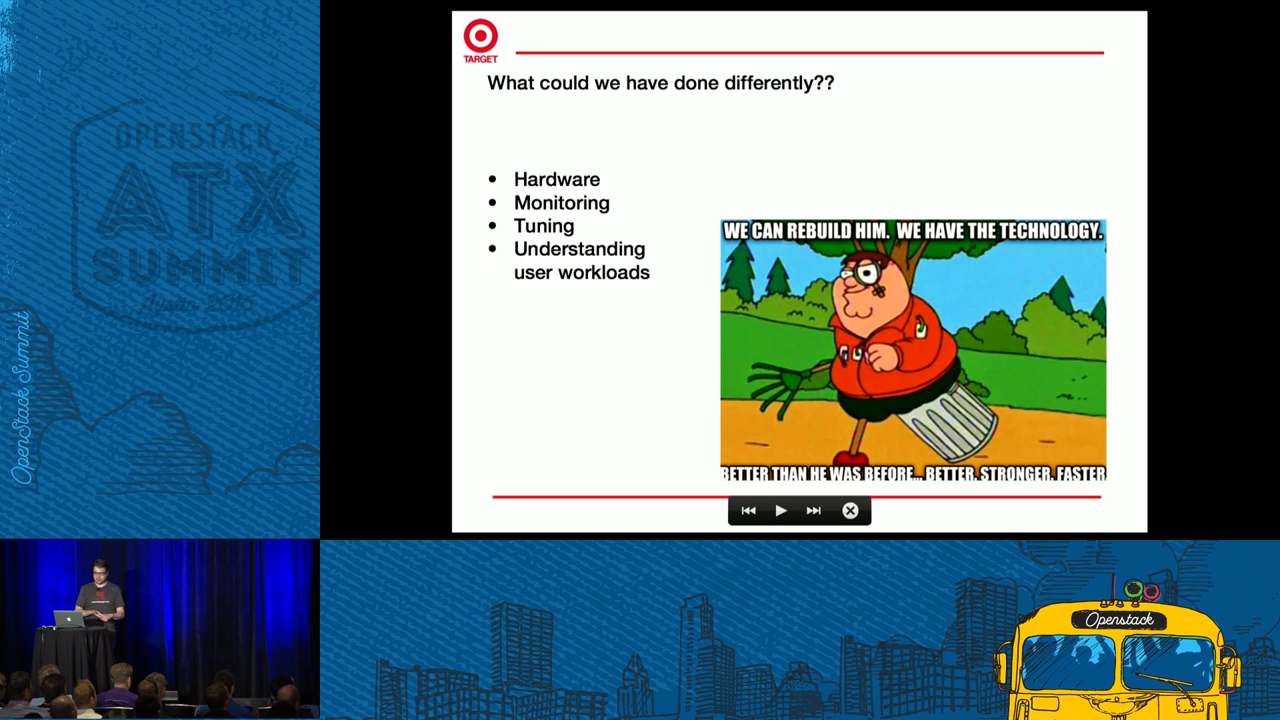 OPENSTACK
ATX
SUMMIT
OpenStack Summit
TARGET
What could we have done differently??
• Hardware
• Monitoring
• Tuning
• Understanding
user workloads
WE CAN REBUILD HIM. WE HAVE THE TECHNOLOGY.
BETTER THAN HE WAS BEFORE... BETTER, STRONGER, FASTER
Openstack